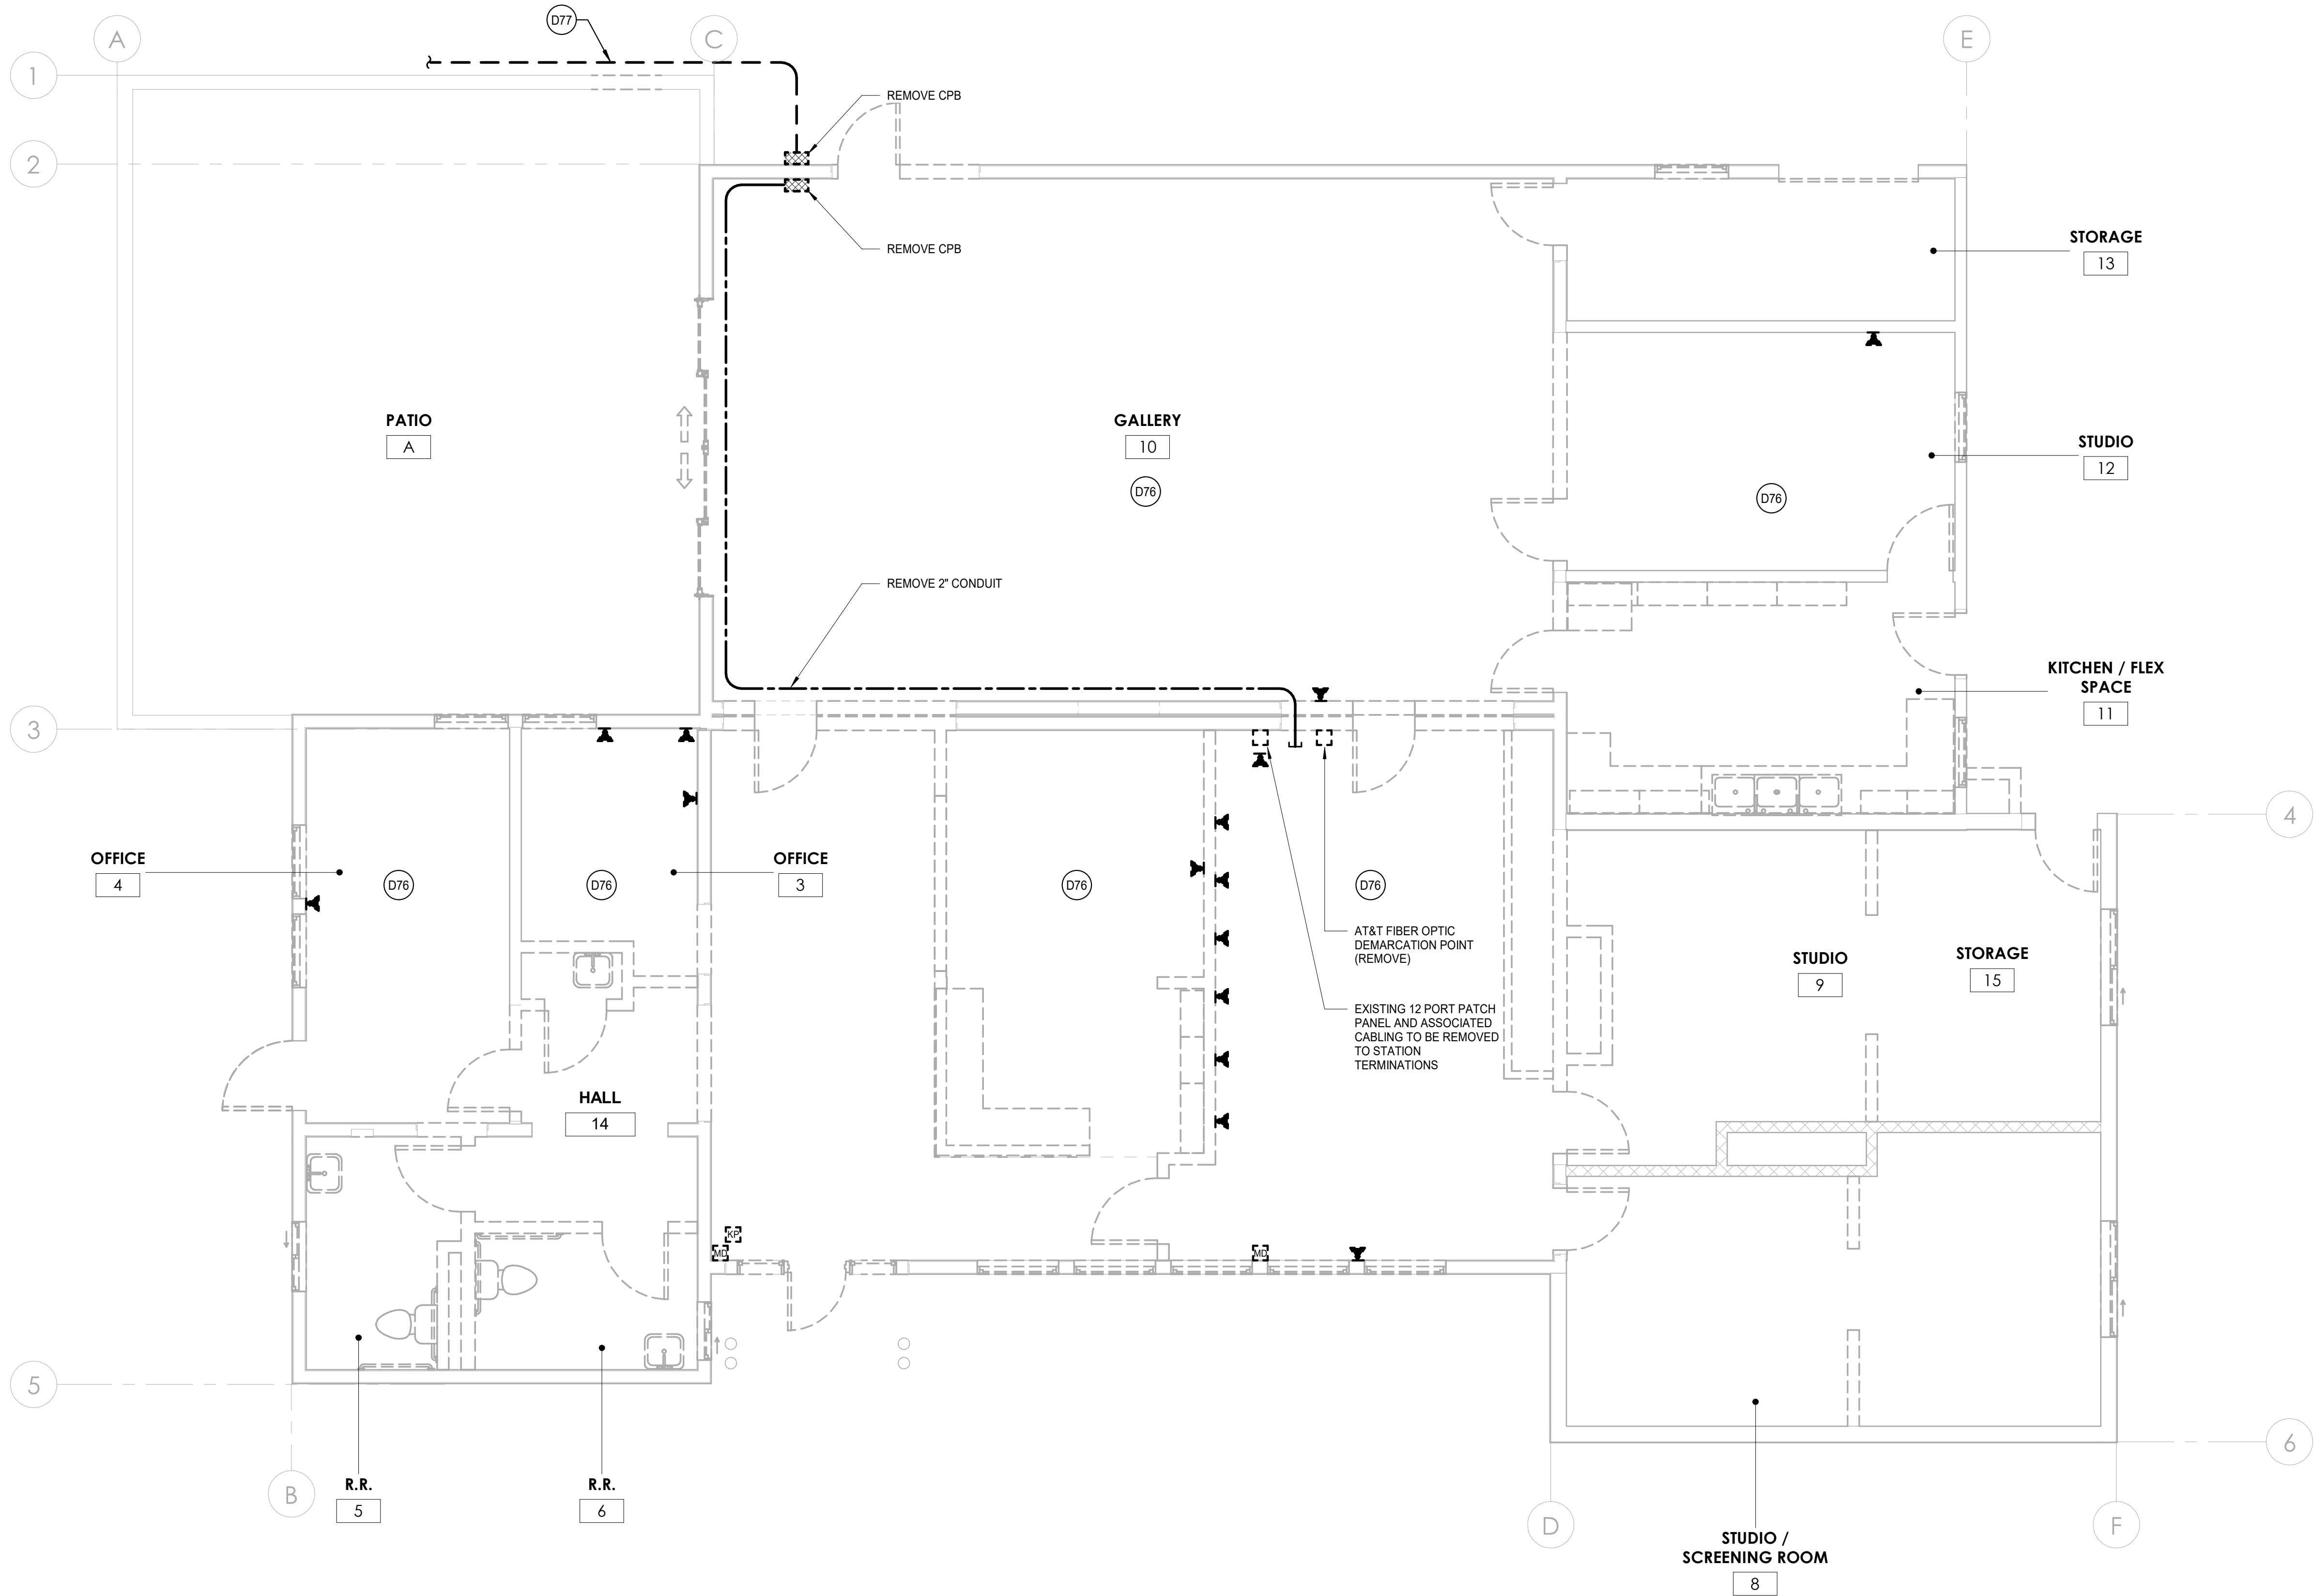 D77
A
C
E
1
REMOVE CPB
2
REMOVE CPB
STORAGE
13
PATIO
A
GALLERY
10
D76
STUDIO
12
D76
REMOVE 2" CONDUIT
KITCHEN / FLEX
SPACE
11
3
4
OFFICE
4
D76
D76
OFFICE
3
D76
D76
AT&T FIBER OPTIC
DEMARCATION POINT
(REMOVE)
STUDIO
9
STORAGE
15
EXISTING 12 PORT PATCH
PANEL AND ASSOCIATED
CABLING TO BE REMOVED
TO STATION
TERMINATIONS
HALL
14
KP
MD
MD
5
6
B
R.R.
5
R.R.
6
D
F
STUDIO /
SCREENING ROOM
8